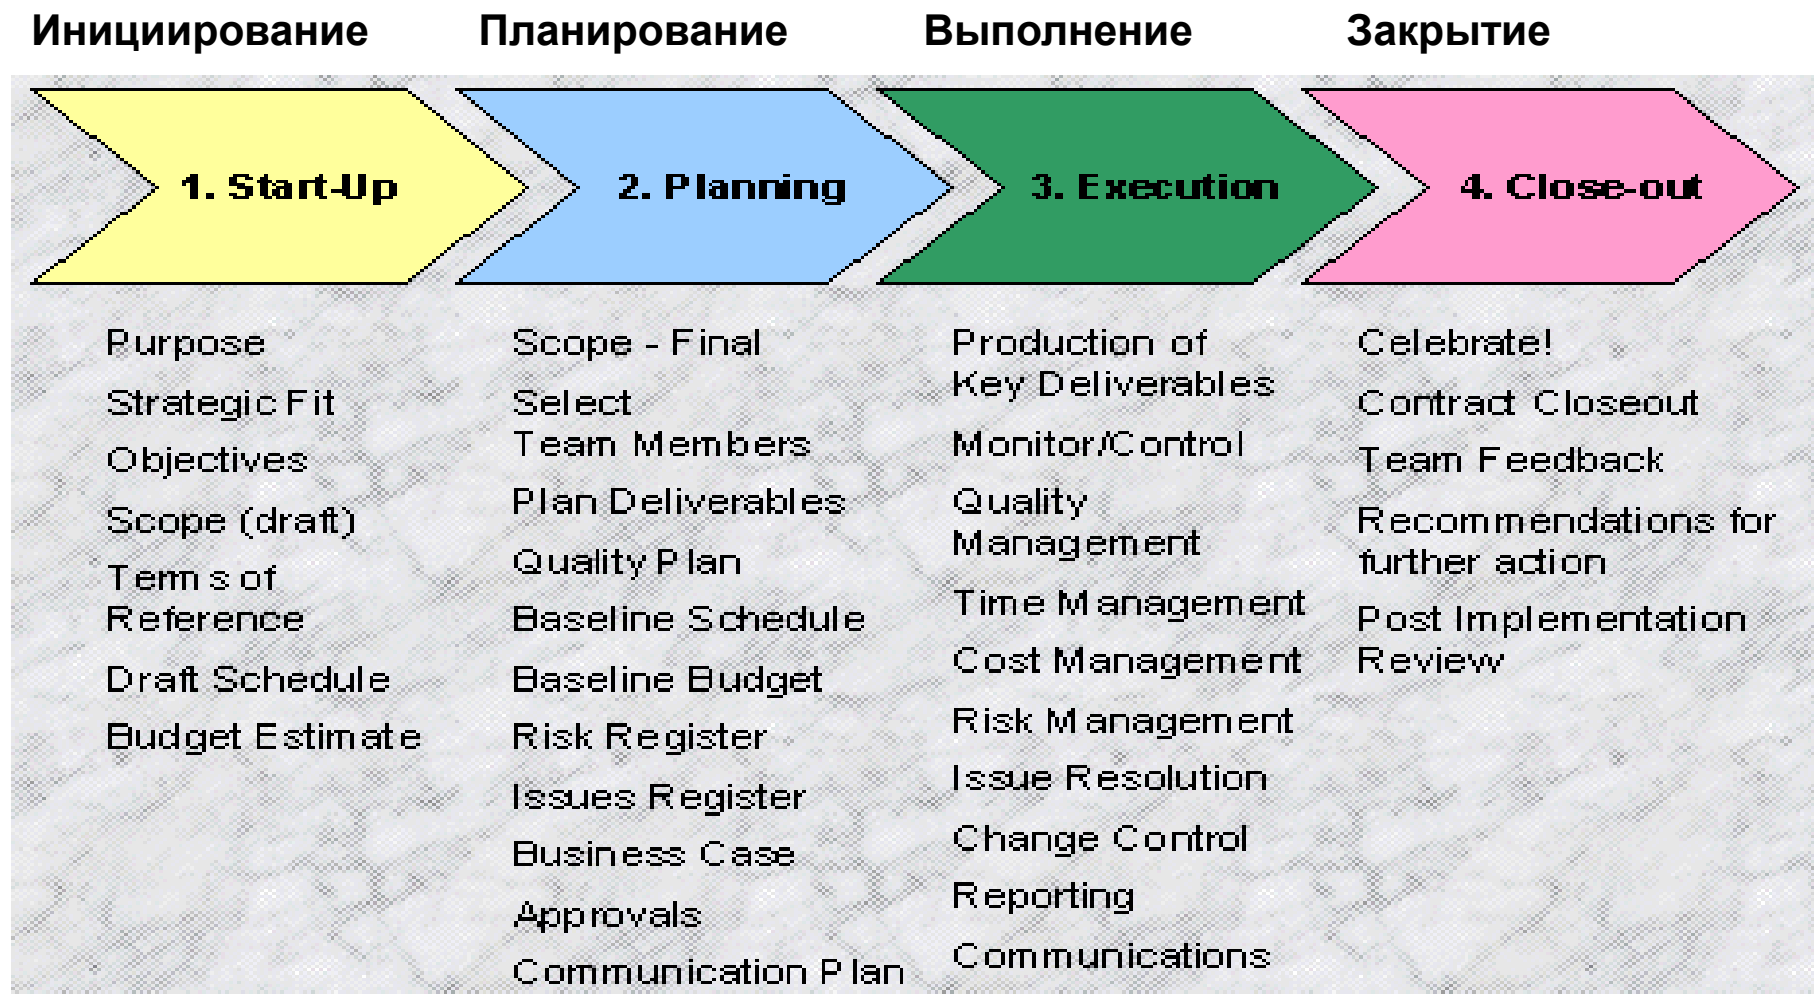 Инициирование Планирование Выполнение Закрытие
1. Start-Up 2. Planning 3. Execution 4. Close-out
Purpose
Strategic Fit
Objectives
Scope (draft)
Terms of
Reference
Draft Schedule
Budget Estimate
Scope - Final
Select
Team Members
Plan Deliverables
Quality Plan
Baseline Schedule
Baseline Budget
Risk Register
Issues Register
Business Case
Approvals
Communication Plan
Production of
Key Deliverables
Monitor/Control
Quality
Management
Time Management
Cost Management
Risk Management
Issue Resolution
Change Control
Reporting
Communications
Celebrate!
Contract Closeout
Team Feedback
Recommendations for
further action
Post Implementation
Review